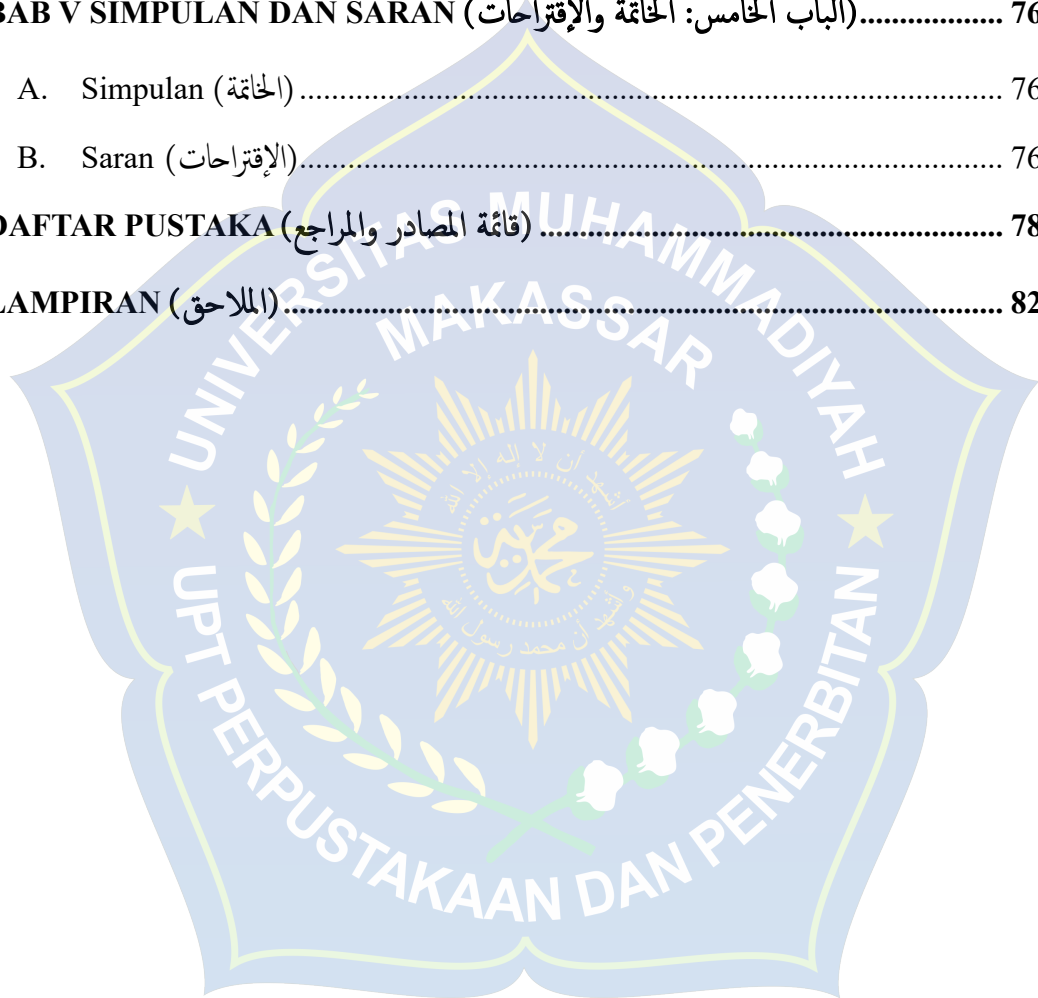 BAB V SIMPULAN DAN SARAN (الباب الخامس: الخاتمة والإقتراحات)................. 76
A. Simpulan (الخاتمة) ........................................................................ 76
B. Saran (الإقتراحات)........................................................................ 76
DAFTAR PUSTAKA (قائمة المصادر والمراجع) ............................................... 78
LAMPIRAN (الملاحق) ........................................................................ 82
UNIVERSITAS MUHAMMADIYAH
MAKASSAR
أشهد أن لا إله إلا الله
محمد
وأشهد أن محمد رسول الله
UPT PERPUSTAKAAN DAN PENERBITAN